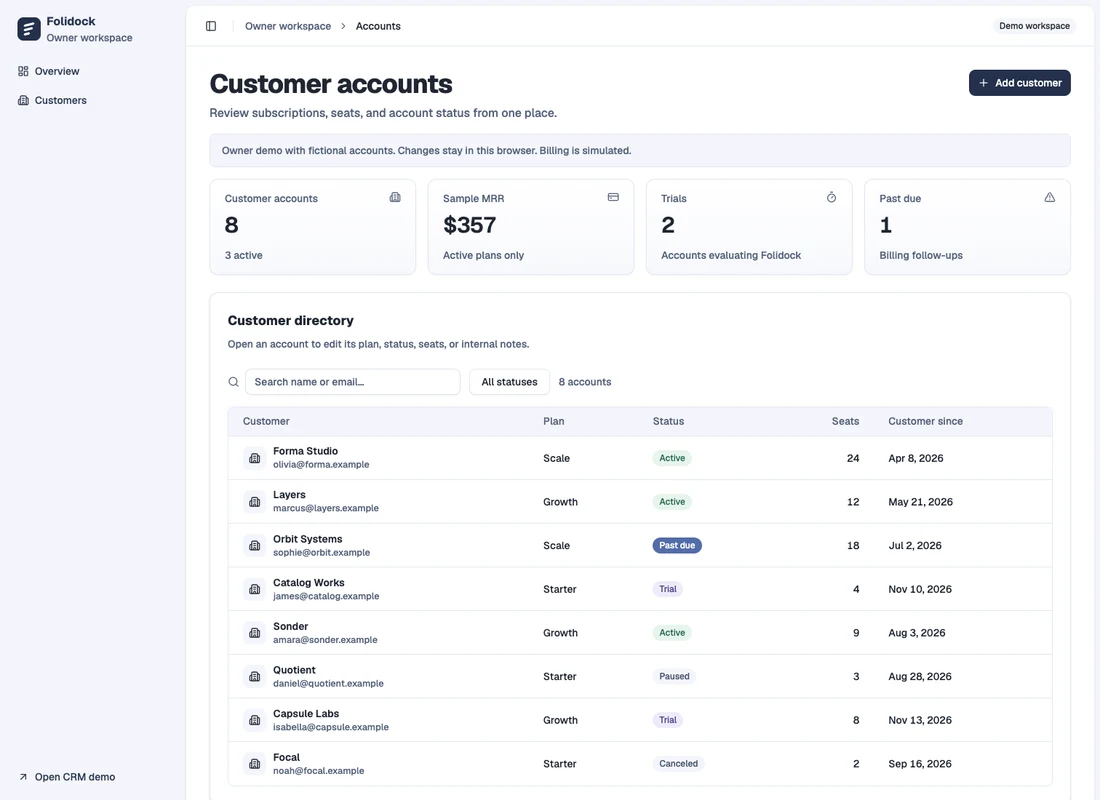 Folidock
Owner workspace
Overview
Customers
Open CRM demo
Owner workspace > Accounts
Demo workspace
Customer accounts
Add customer
Review subscriptions, seats, and account status from one place.
Owner demo with fictional accounts. Changes stay in this browser. Billing is simulated.
Customer accounts
8
3 active
Sample MRR
$357
Active plans only
Trials
2
Accounts evaluating Folidock
Past due
1
Billing follow-ups
Customer directory
Open an account to edit its plan, status, seats, or internal notes.
Search name or email...
All statuses
8 accounts
Customer Plan Status Seats Customer since
Forma Studio
olivia@forma.example
Scale Active 24 Apr 8, 2026
Layers
marcus@layers.example
Growth Active 12 May 21, 2026
Orbit Systems
sophie@orbit.example
Scale Past due 18 Jul 2, 2026
Catalog Works
james@catalog.example
Starter Trial 4 Nov 10, 2026
Sonder
amara@sonder.example
Growth Active 9 Aug 3, 2026
Quotient
daniel@quotient.example
Starter Paused 3 Aug 28, 2026
Capsule Labs
isabella@capsule.example
Growth Trial 8 Nov 13, 2026
Focal
noah@focal.example
Starter Canceled 2 Sep 16, 2026